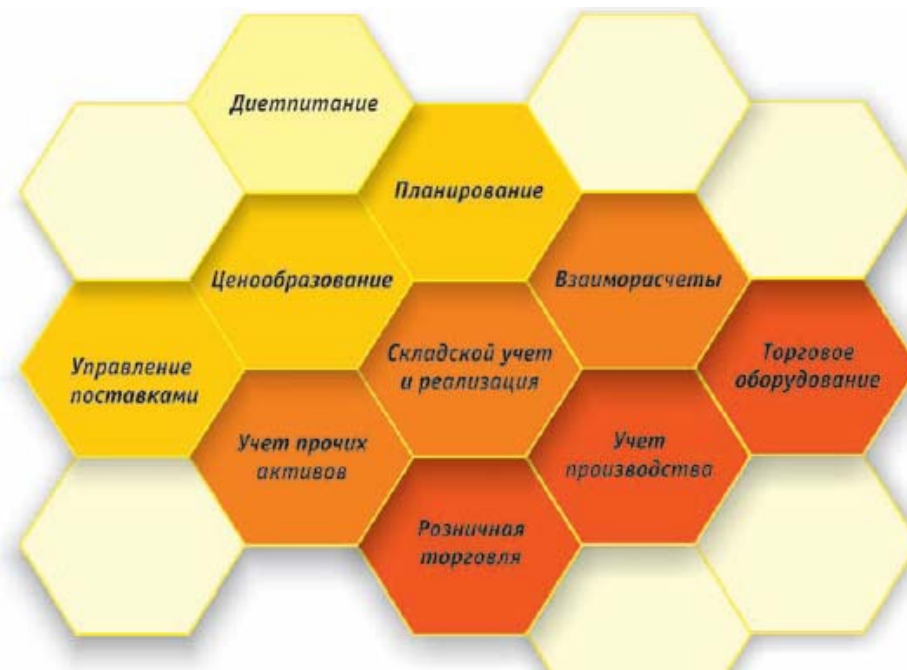 Диетпитание
Планирование
Ценообразование
Взаиморасчеты
Управление
поставками
Складской учет
и реализация
Торговое
оборудование
Учет прочих
активов
Учет
производства
Розничная
торговля